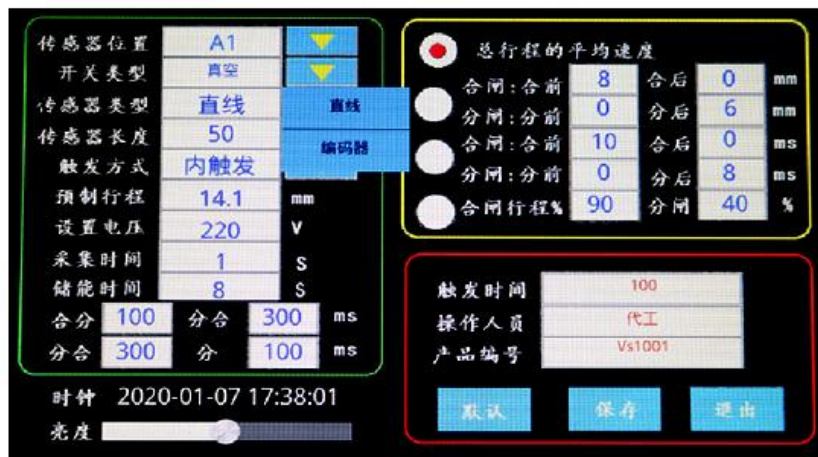 传感器位置 A1
开关类型 真空
传感器类型 直线 直线
传感器长度 50 编码器
触发方式 内触发
预制行程 14.1 mm
设置电压 220 V
采集时间 1 S
储能时间 8 S
合分 100 分合 300 ms
分合 300 分 100 ms
时钟 2020-01-07 17:38:01
亮度
总行程的平均速度
合闸:合前 8 合后 0 mm
分闸:分前 0 分后 6 mm
合闸:合前 10 合后 0 ms
分闸:分前 0 分后 8 ms
合闸行程% 90 分闸 40 %
触发时间 100
操作人员 代工
产品编号 Vs1001
默认 保存 退出